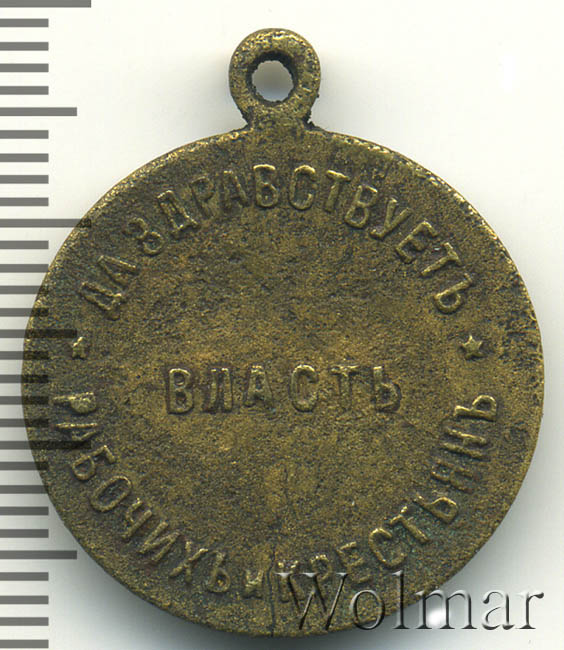 ДА ЗДРАВСТВУЕТЪ
ВЛАСТЬ
РАБОЧИХЪ и КРЕСТЬЯНЪ
Wolmar